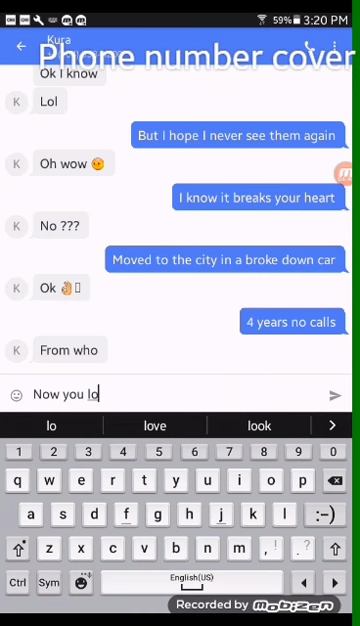 59% 3:20 PM
Kura
Phone number cover
Ok I know
K Lol
But I hope I never see them again
K Oh wow
I know it breaks your heart
K No ???
Moved to the city in a broke down car
K Ok
4 years no calls
K From who
Now you lo
lo love look >
1 2 3 4 5 6 7 8 9 0
q w e r t y u i o p
a s d f g h j k l :-)
z x c v b n m , ! . ?
Ctrl Sym English(US)
Recorded by mobizen